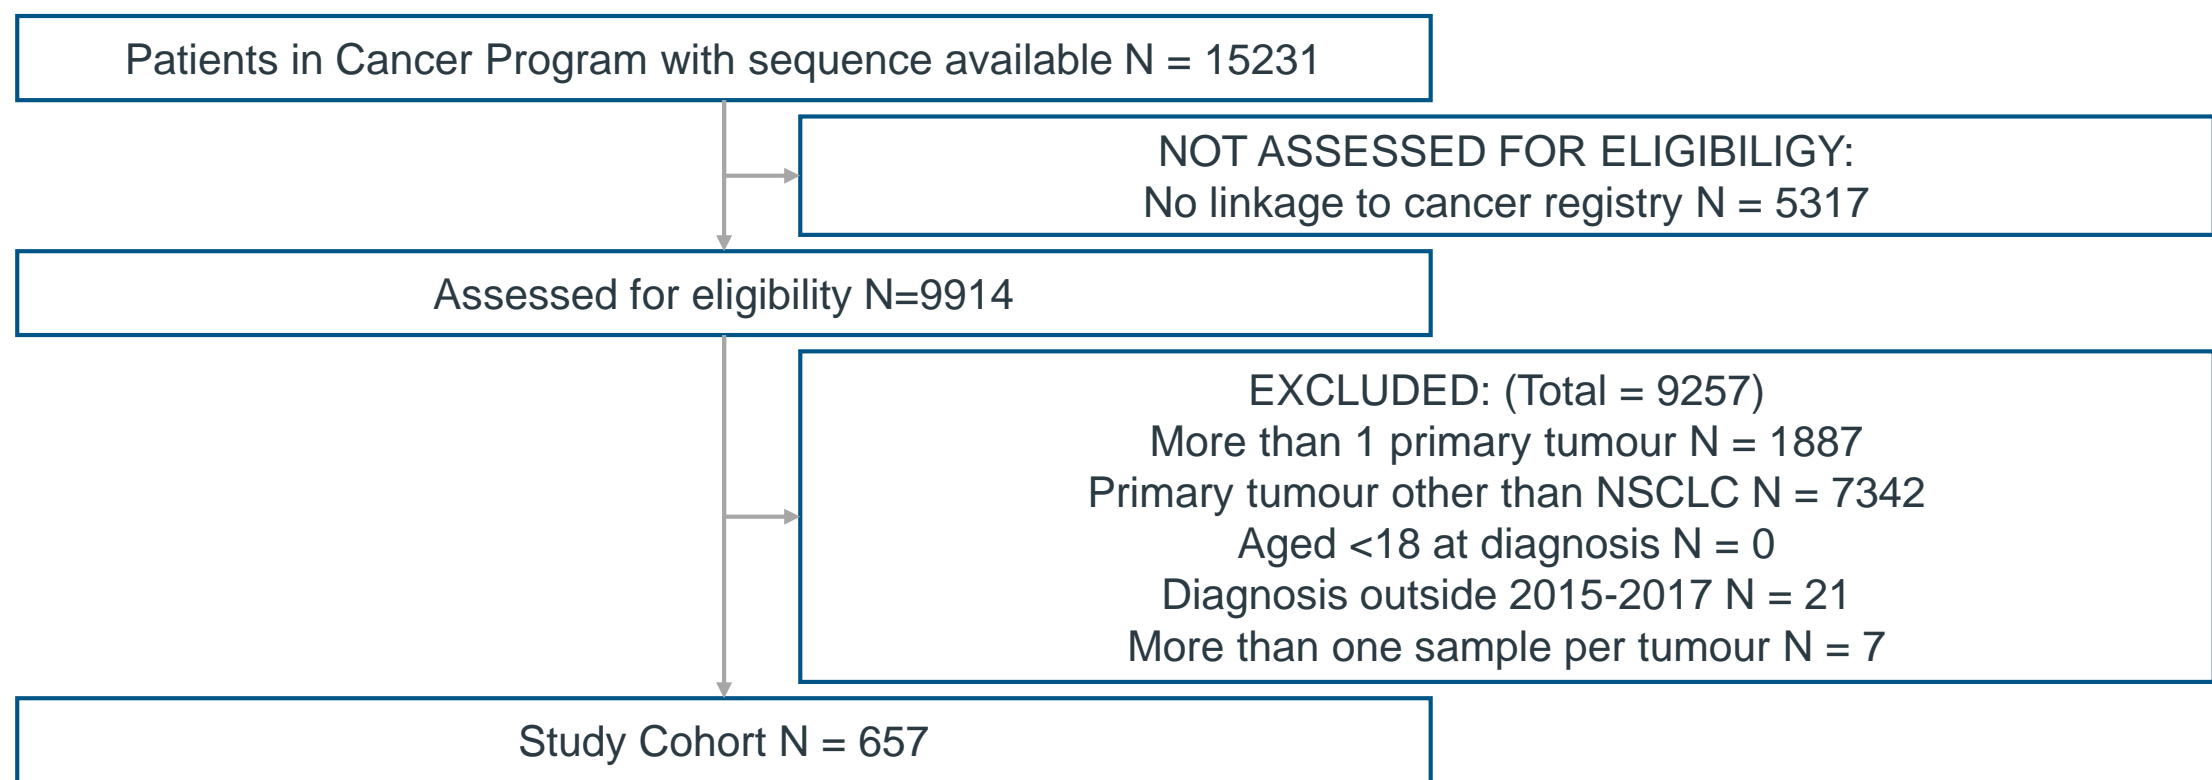 Patients in Cancer Program with sequence available N = 15231
NOT ASSESSED FOR ELIGIBILIGY:
No linkage to cancer registry N = 5317
Assessed for eligibility N=9914
EXCLUDED: (Total = 9257)
More than 1 primary tumour N = 1887
Primary tumour other than NSCLC N = 7342
Aged <18 at diagnosis N = 0
Diagnosis outside 2015-2017 N = 21
More than one sample per tumour N = 7
Study Cohort N = 657